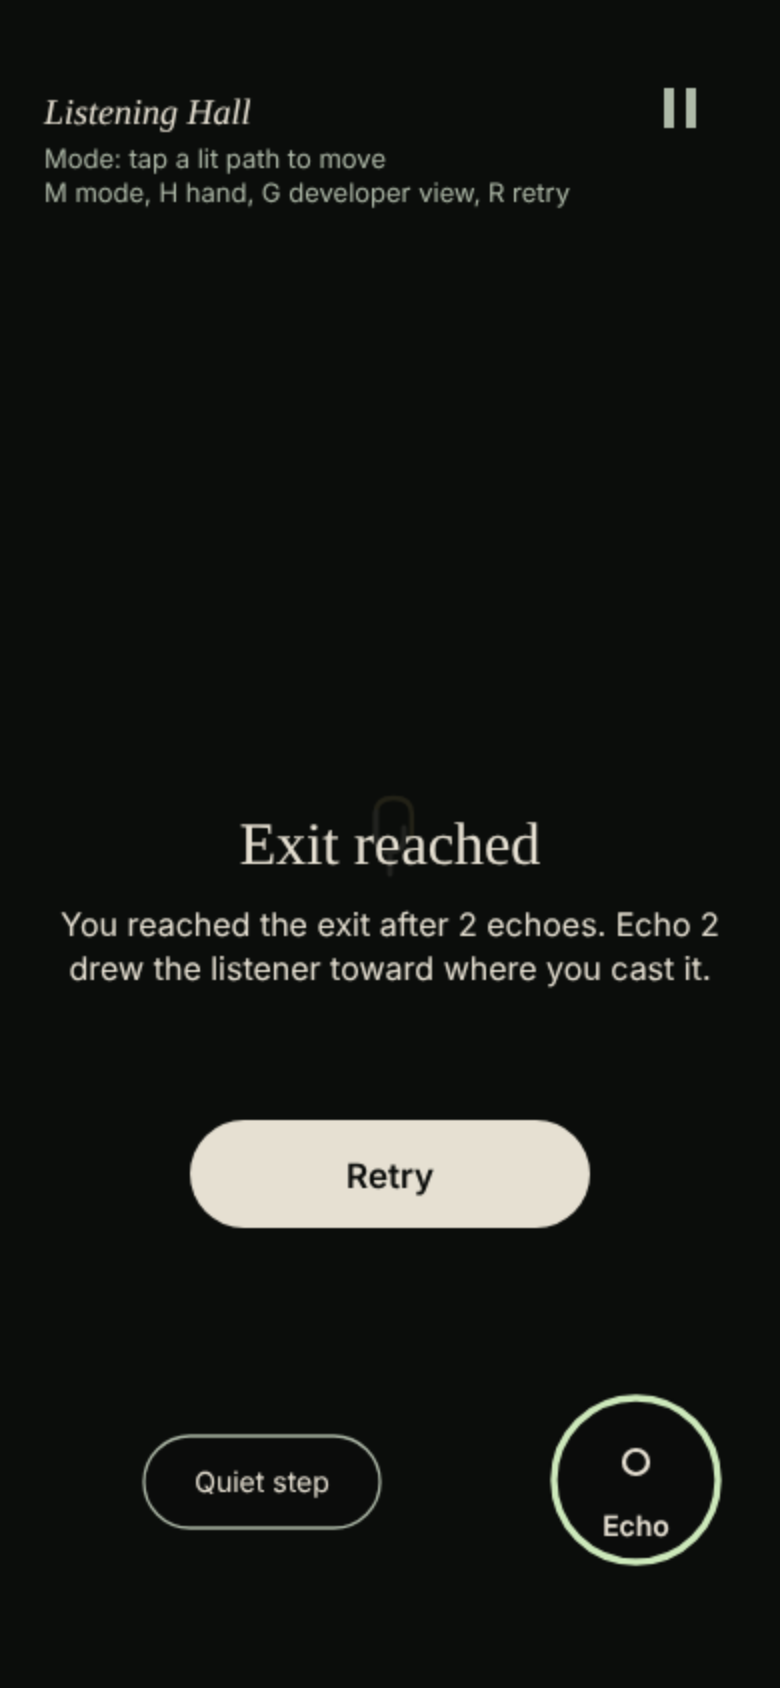 Listening Hall
Mode: tap a lit path to move
M mode, H hand, G developer view, R retry
Exit reached
You reached the exit after 2 echoes. Echo 2
drew the listener toward where you cast it.
Retry
Quiet step
Echo